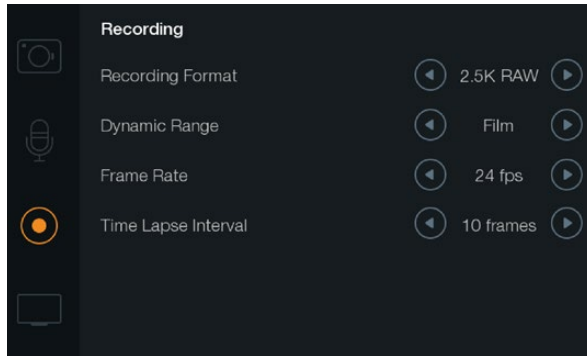 Recording
Recording Format 2.5K RAW
Dynamic Range Film
Frame Rate 24 fps
Time Lapse Interval 10 frames